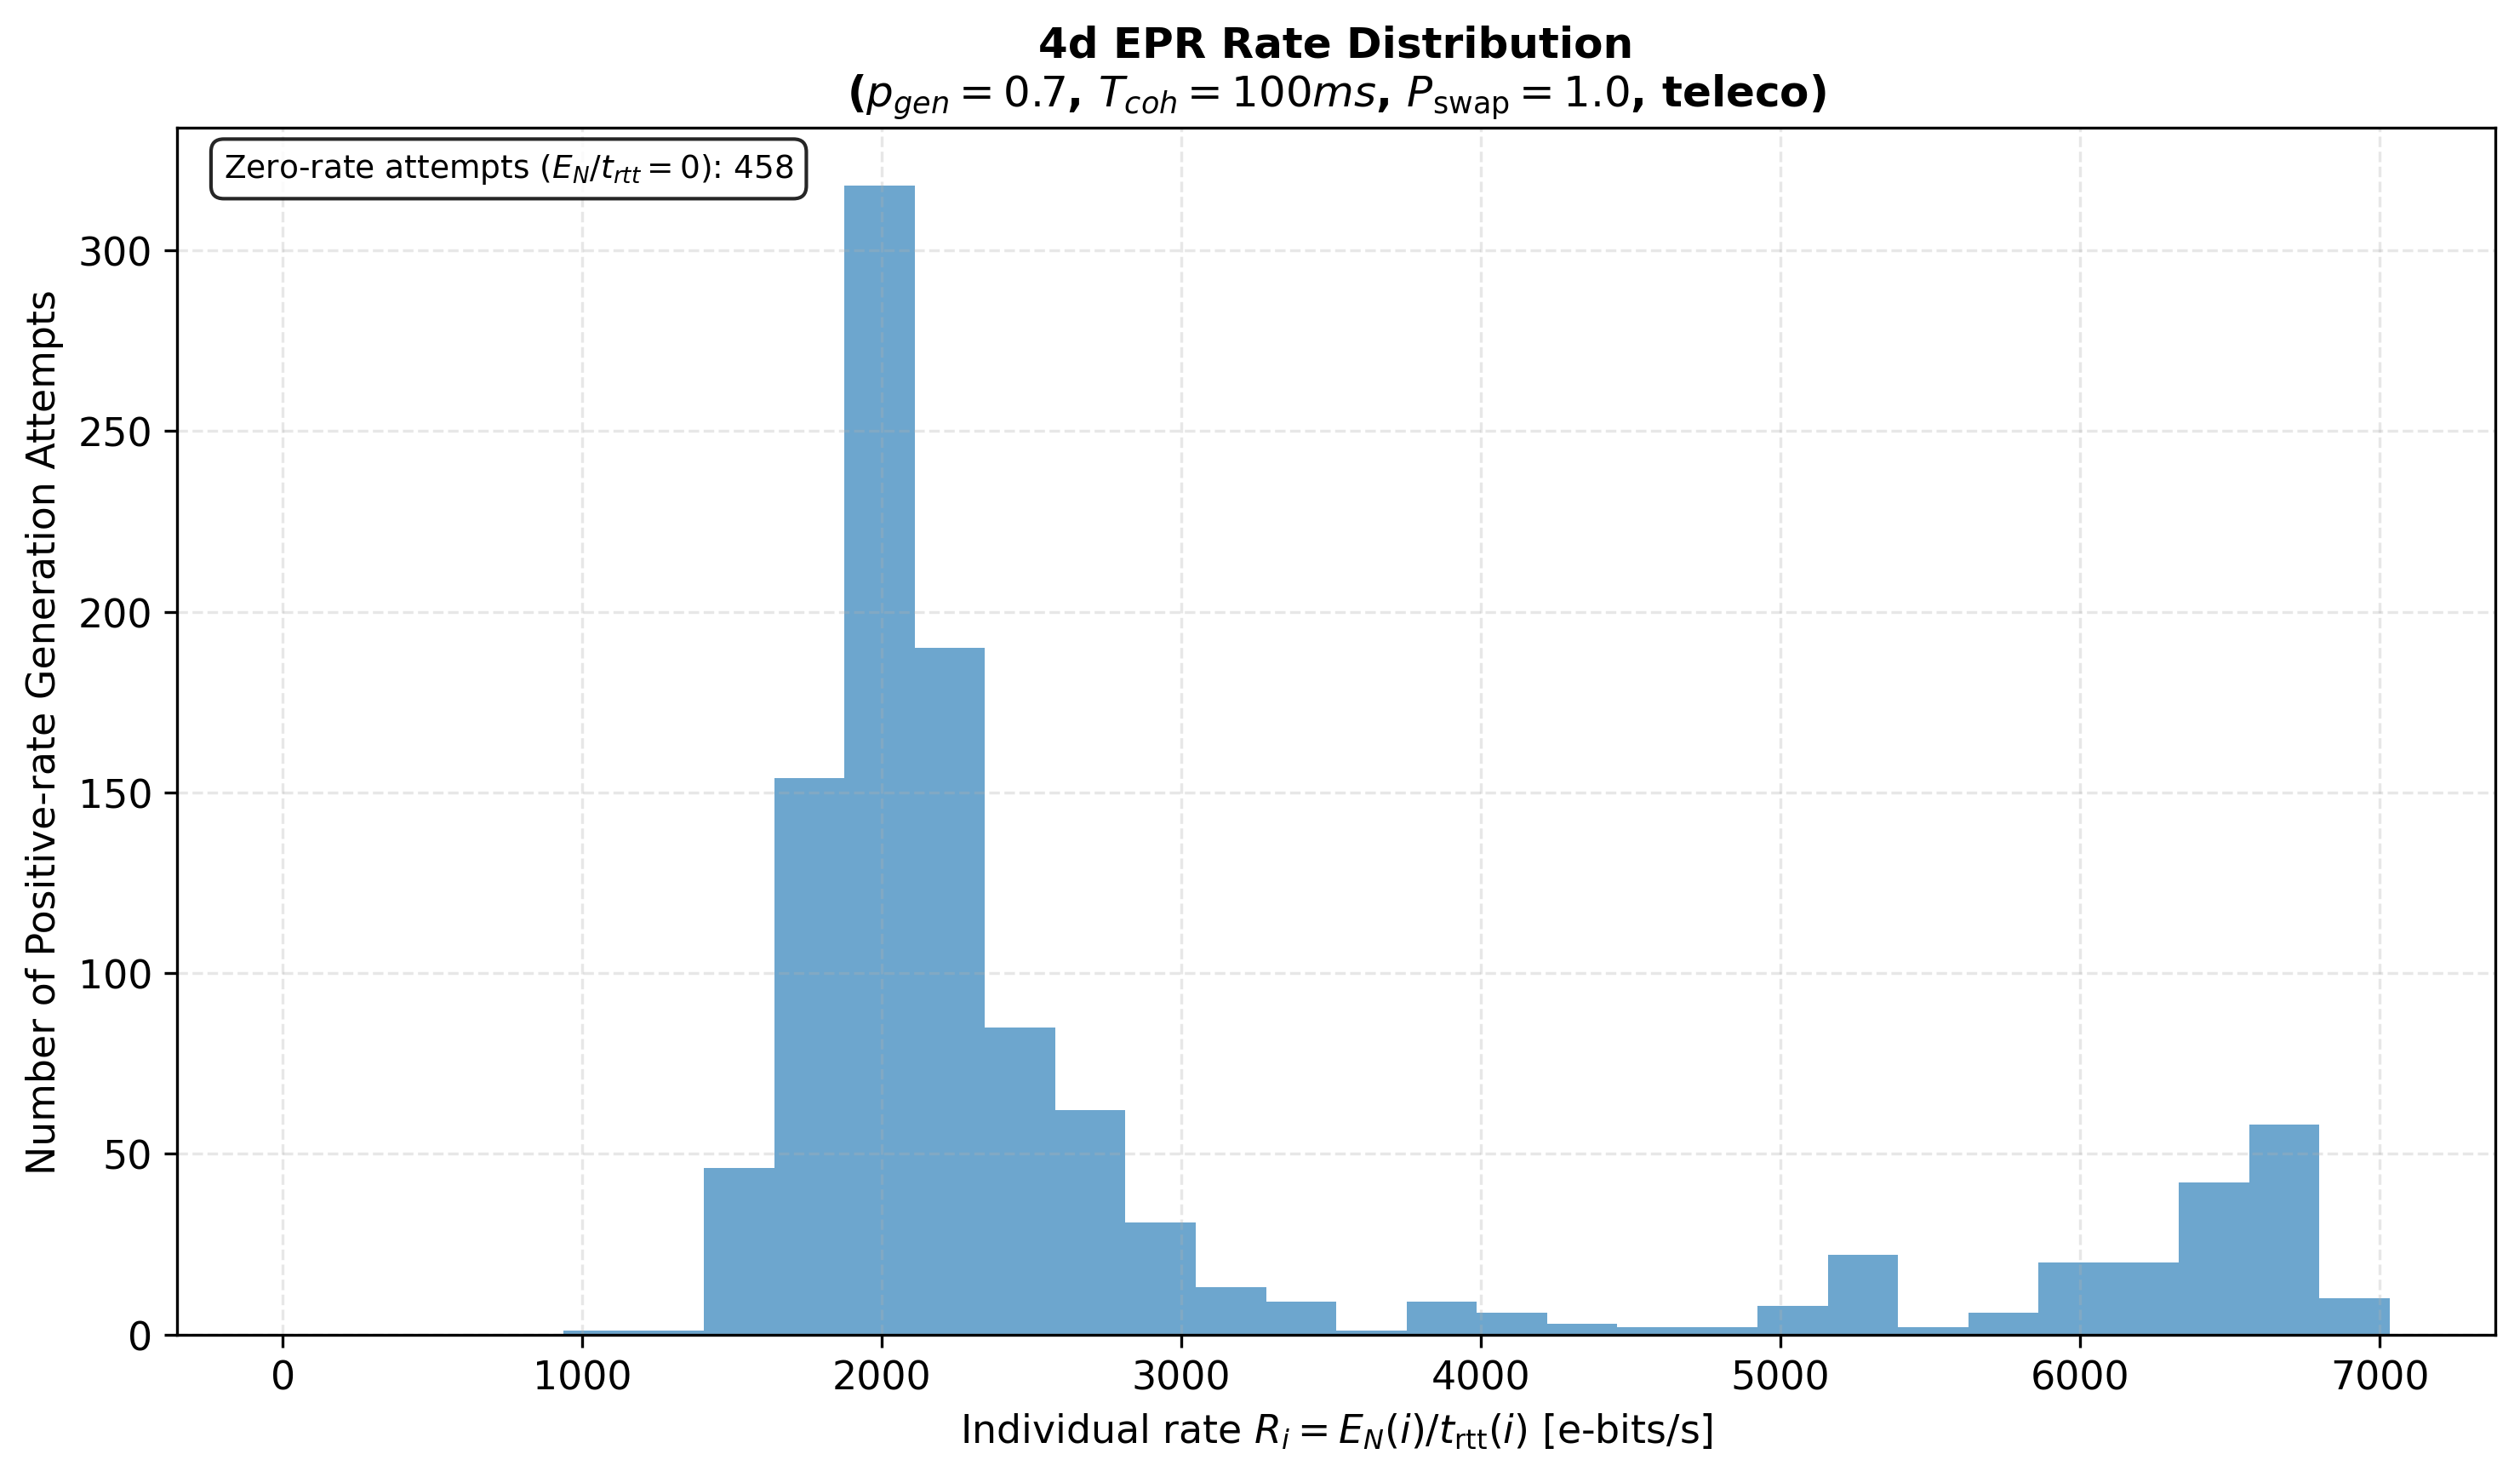 4d EPR Rate Distribution
(p_gen = 0.7, T_coh = 100ms, P_swap = 1.0, teleco)
Zero-rate attempts (E_N/t_rtt = 0): 458
Number of Positive-rate Generation Attempts
300
250
200
150
100
50
0
0 1000 2000 3000 4000 5000 6000 7000
Individual rate R_i = E_N(i)/t_rtt(i) [e-bits/s]